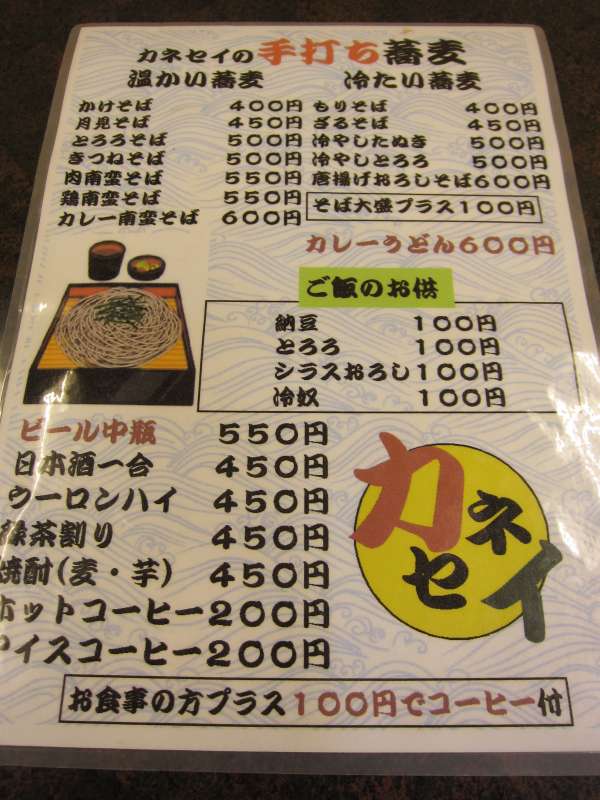 カネセイの手打ち蕎麦
温かい蕎麦
かけそば 400円
月見そば 450円
とろろそば 500円
きつねそば 500円
肉南蛮そば 550円
鶏南蛮そば 550円
カレー南蛮そば 600円
冷たい蕎麦
もりそば 400円
ざるそば 450円
冷やしたぬき 500円
冷やしとろろ 500円
唐揚げおろしそば600円
そば大盛プラス100円
カレーうどん600円
ご飯のお供
納豆 100円
とろろ 100円
シラスおろし 100円
冷奴 100円
ビール中瓶 550円
日本酒一合 450円
ウーロンハイ 450円
緑茶割り 450円
焼酎(麦・芋) 450円
ホットコーヒー200円
アイスコーヒー200円
カネ
セイ
お食事の方プラス100円でコーヒー付